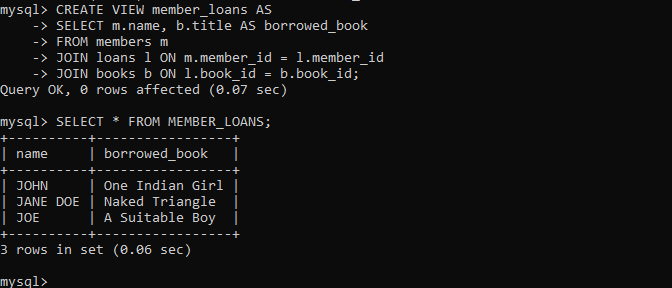 mysql> CREATE VIEW member_loans AS
    -> SELECT m.name, b.title AS borrowed_book
    -> FROM members m
    -> JOIN loans l ON m.member_id = l.member_id
    -> JOIN books b ON l.book_id = b.book_id;
Query OK, 0 rows affected (0.07 sec)

mysql> SELECT * FROM MEMBER_LOANS;
+----------+-----------------+
| name     | borrowed_book   |
+----------+-----------------+
| JOHN     | One Indian Girl |
| JANE DOE | Naked Triangle  |
| JOE      | A Suitable Boy  |
+----------+-----------------+
3 rows in set (0.06 sec)

mysql>